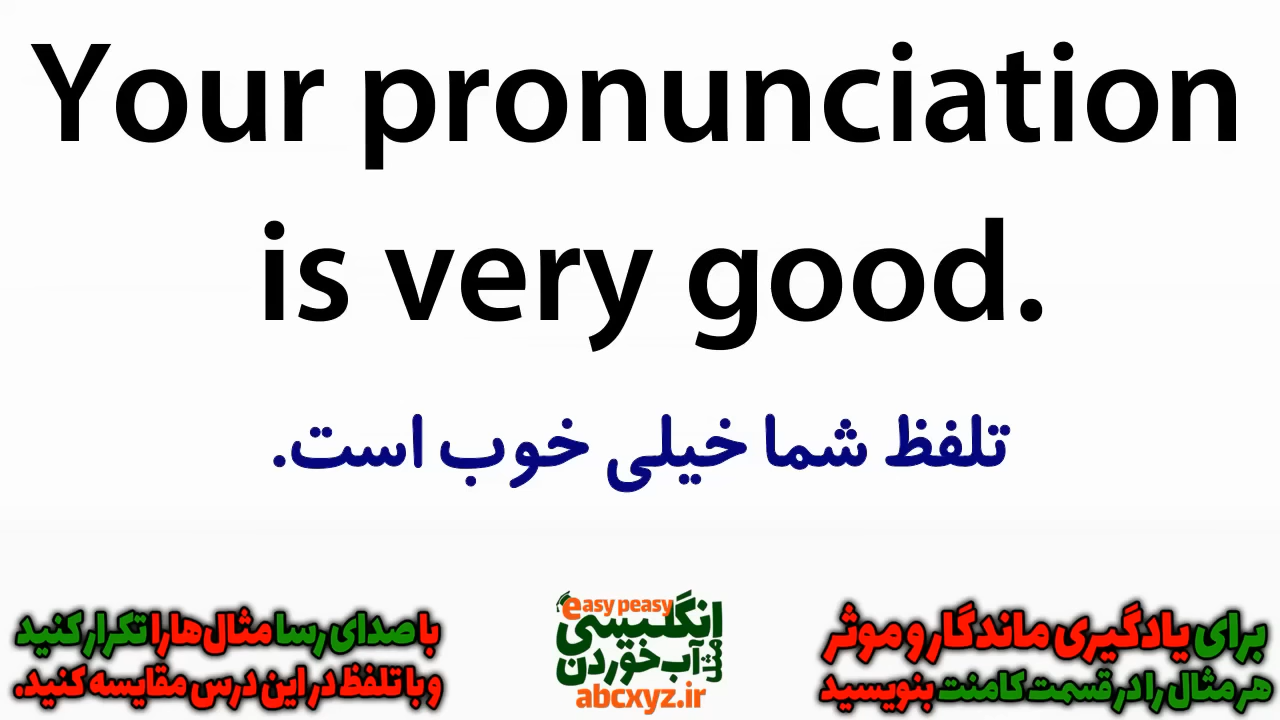 Your pronunciation
is very good.
تلفظ شما خیلی خوب است.
برای یادگیری ماندگار و موثر
هر مثال را در قسمت کامنت بنویسید
easy peasy
انگلیسی
مثل آب خوردن
abcxyz.ir
با صدای رسا مثال‌ها را تکرار کنید
و با تلفظ در این درس مقایسه کنید.